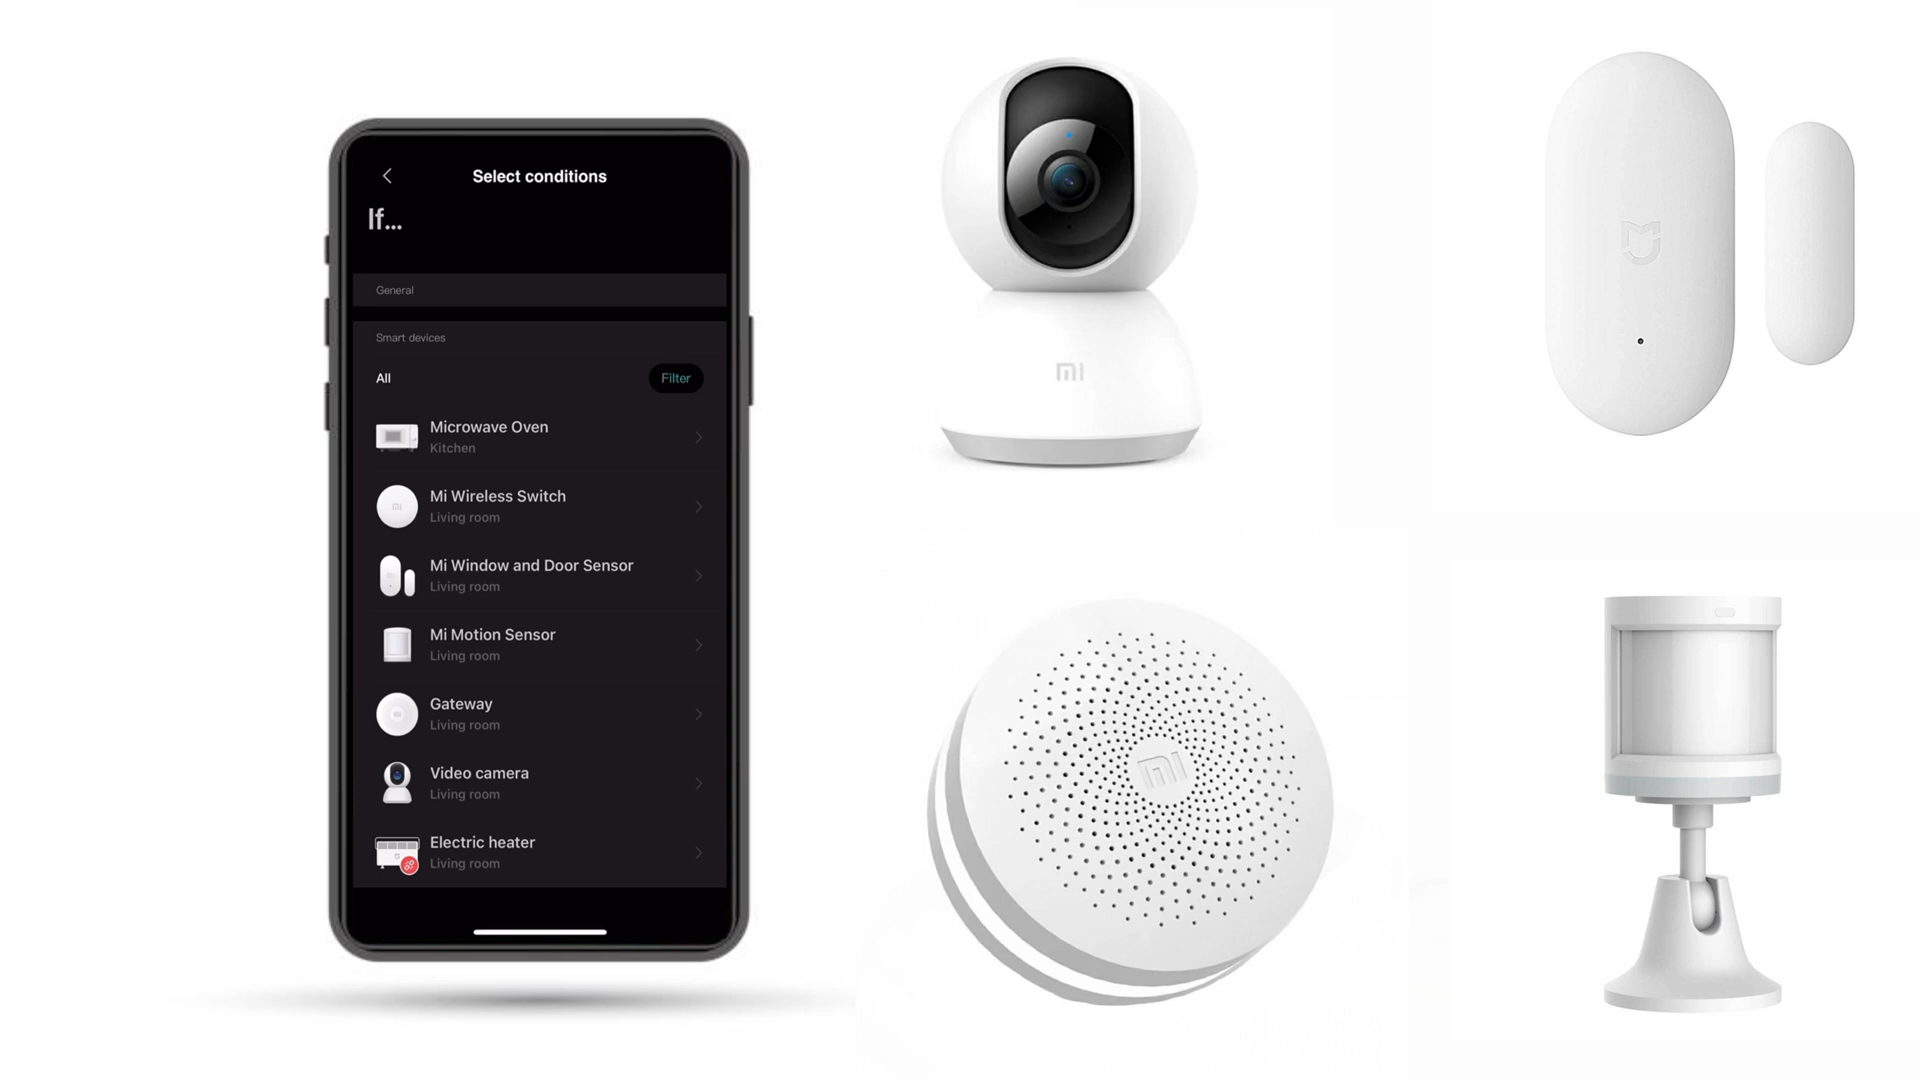 Select conditions
If...
General
Smart devices
All
Filter
Microwave Oven
Kitchen
Mi Wireless Switch
Living room
Mi Window and Door Sensor
Living room
Mi Motion Sensor
Living room
Gateway
Living room
Video camera
Living room
Electric heater
Living room
mi
mi